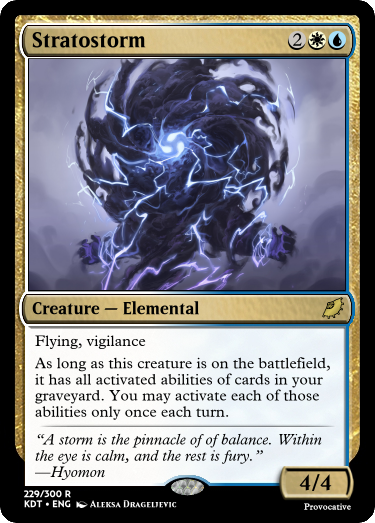 Stratostorm 2
Creature — Elemental
Flying, vigilance
As long as this creature is on the battlefield,
it has all activated abilities of cards in your
graveyard. You may activate each of those
abilities only once each turn.
“A storm is the pinnacle of of balance. Within
the eye is calm, and the rest is fury.”
—Hyomon
4/4
229/300 R
KDT • ENG Aleksa Drageljevic
Provocative